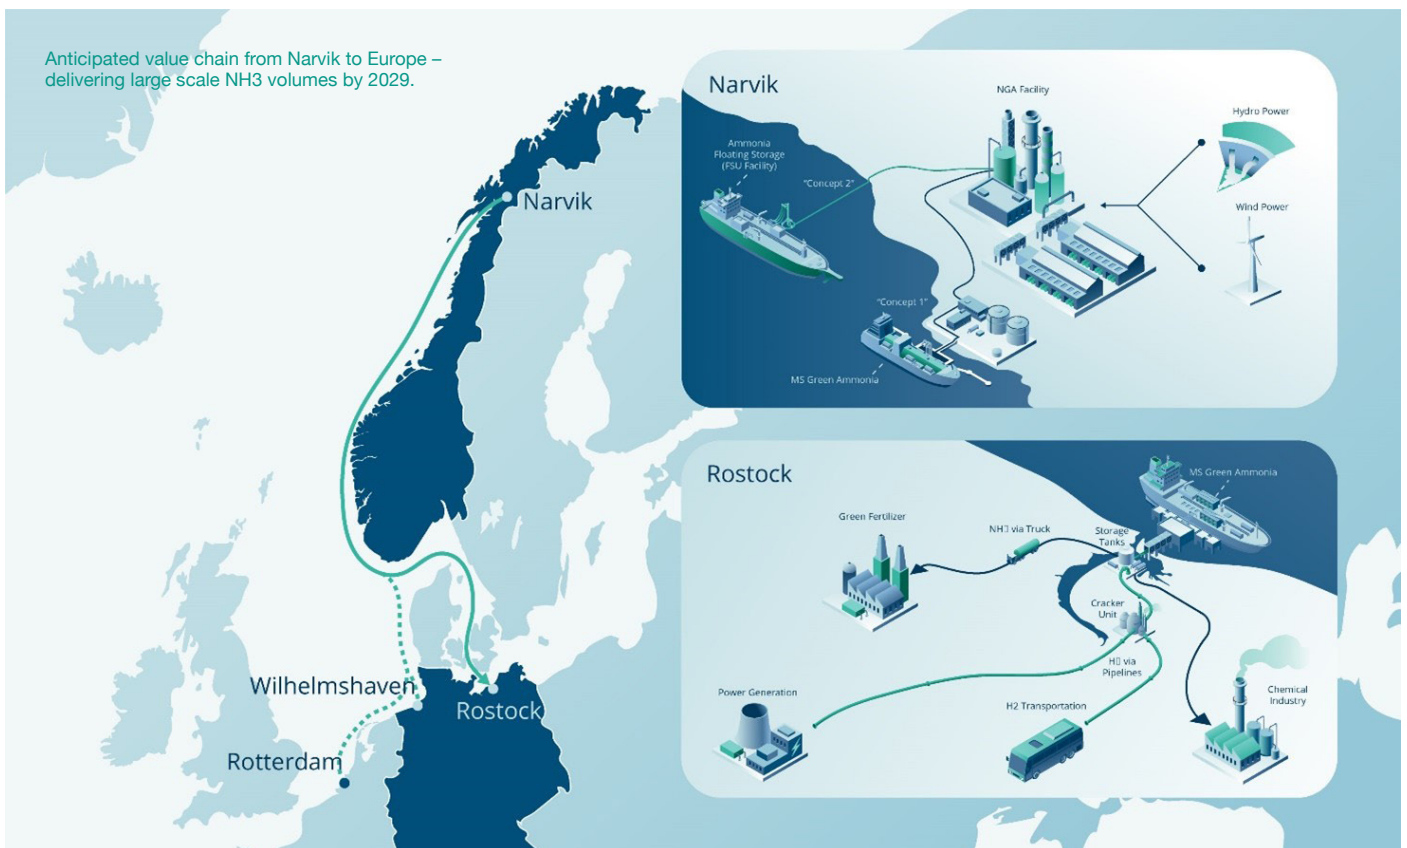 Anticipated value chain from Narvik to Europe –
delivering large scale NH3 volumes by 2029.
Narvik
Wilhelmshaven
Rostock
Rotterdam
Narvik
NGA Facility
Hydro Power
Ammonia
Floating Storage
(FSU Facility)
"Concept 2"
Wind Power
"Concept 1"
MS Green Ammonia
Rostock
MS Green Ammonia
Green Fertilizer
NH▯ via Truck
Storage
Tanks
Cracker
Unit
H▯ via
Pipelines
Power Generation
H2 Transportation
Chemical
Industry